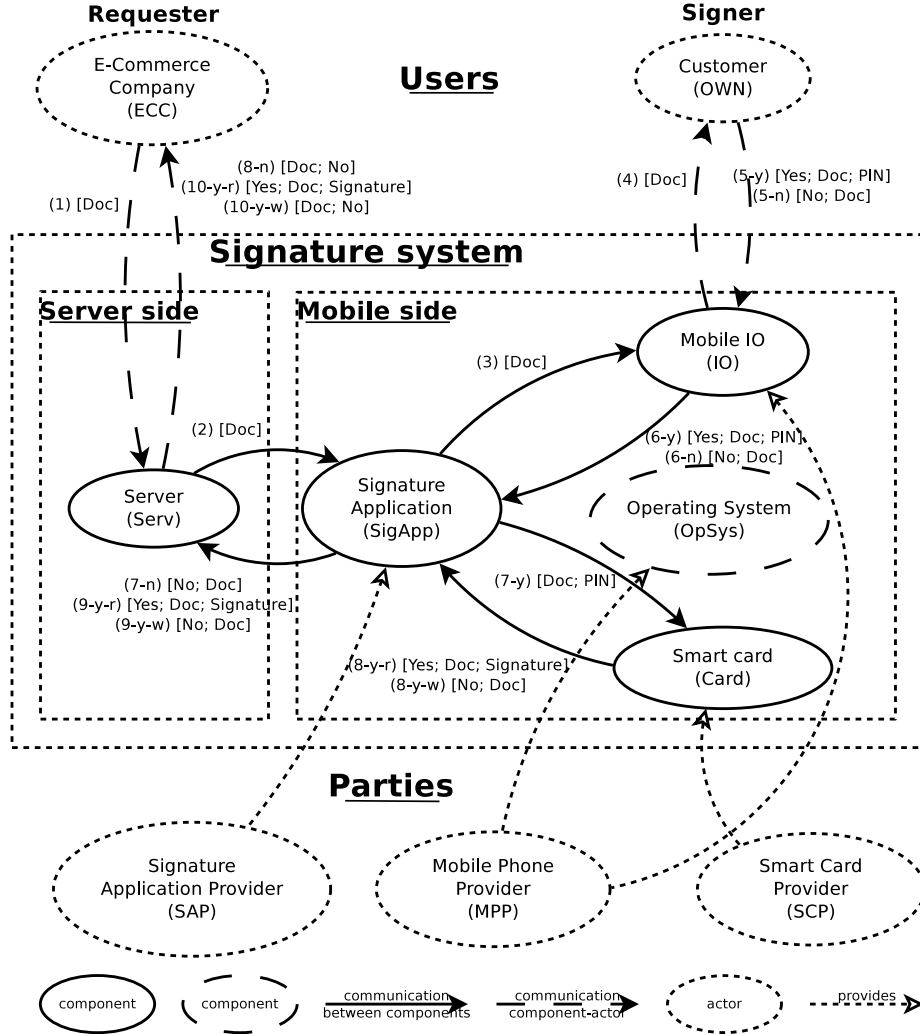 Requester
Signer
E-Commerce
Company
(ECC)
Users
Customer
(OWN)
(1) [Doc]
(8-n) [Doc; No]
(10-y-r) [Yes; Doc; Signature]
(10-y-w) [Doc; No]
(4) [Doc]
(5-y) [Yes; Doc; PIN]
(5-n) [No; Doc]
Signature system
Server side
Mobile side
Mobile IO
(IO)
(3) [Doc]
(2) [Doc]
(6-y) [Yes; Doc; PIN]
(6-n) [No; Doc]
Server
(Serv)
Signature
Application
(SigApp)
Operating System
(OpSys)
(7-n) [No; Doc]
(9-y-r) [Yes; Doc; Signature]
(9-y-w) [No; Doc]
(7-y) [Doc; PIN]
(8-y-r) [Yes; Doc; Signature]
(8-y-w) [No; Doc]
Smart card
(Card)
Parties
Signature
Application Provider
(SAP)
Mobile Phone
Provider
(MPP)
Smart Card
Provider
(SCP)
component
component
communication
between components
communication
component-actor
actor
provides